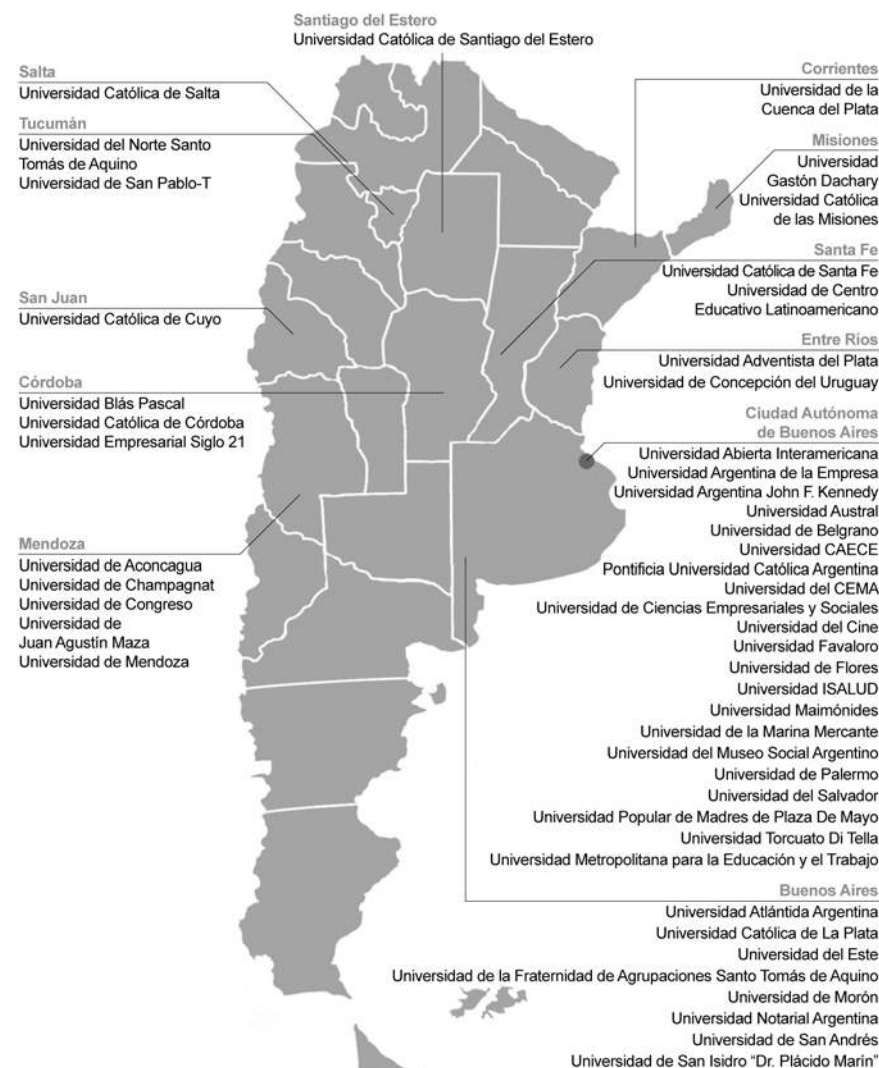 Santiago del Estero
Universidad Católica de Santiago del Estero
Salta
Universidad Católica de Salta
Tucumán
Universidad del Norte Santo
Tomás de Aquino
Universidad de San Pablo-T
San Juan
Universidad Católica de Cuyo
Córdoba
Universidad Blás Pascal
Universidad Católica de Córdoba
Universidad Empresarial Siglo 21
Mendoza
Universidad de Aconcagua
Universidad de Champagnat
Universidad de Congreso
Universidad de
Juan Agustín Maza
Universidad de Mendoza
Corrientes
Universidad de la
Cuenca del Plata
Misiones
Universidad
Gastón Dachary
Universidad Católica
de las Misiones
Santa Fe
Universidad Católica de Santa Fe
Universidad de Centro
Educativo Latinoamericano
Entre Ríos
Universidad Adventista del Plata
Universidad de Concepción del Uruguay
Ciudad Autónoma
de Buenos Aires
Universidad Abierta Interamericana
Universidad Argentina de la Empresa
Universidad Argentina John F. Kennedy
Universidad Austral
Universidad de Belgrano
Universidad CAECE
Pontificia Universidad Católica Argentina
Universidad del CEMA
Universidad de Ciencias Empresariales y Sociales
Universidad del Cine
Universidad Favaloro
Universidad de Flores
Universidad ISALUD
Universidad Maimónides
Universidad de la Marina Mercante
Universidad del Museo Social Argentino
Universidad de Palermo
Universidad del Salvador
Universidad Popular de Madres de Plaza De Mayo
Universidad Torcuato Di Tella
Universidad Metropolitana para la Educación y el Trabajo
Buenos Aires
Universidad Atlántida Argentina
Universidad Católica de La Plata
Universidad del Este
Universidad de la Fraternidad de Agrupaciones Santo Tomás de Aquino
Universidad de Morón
Universidad Notarial Argentina
Universidad de San Andrés
Universidad de San Isidro "Dr. Plácido Marín"